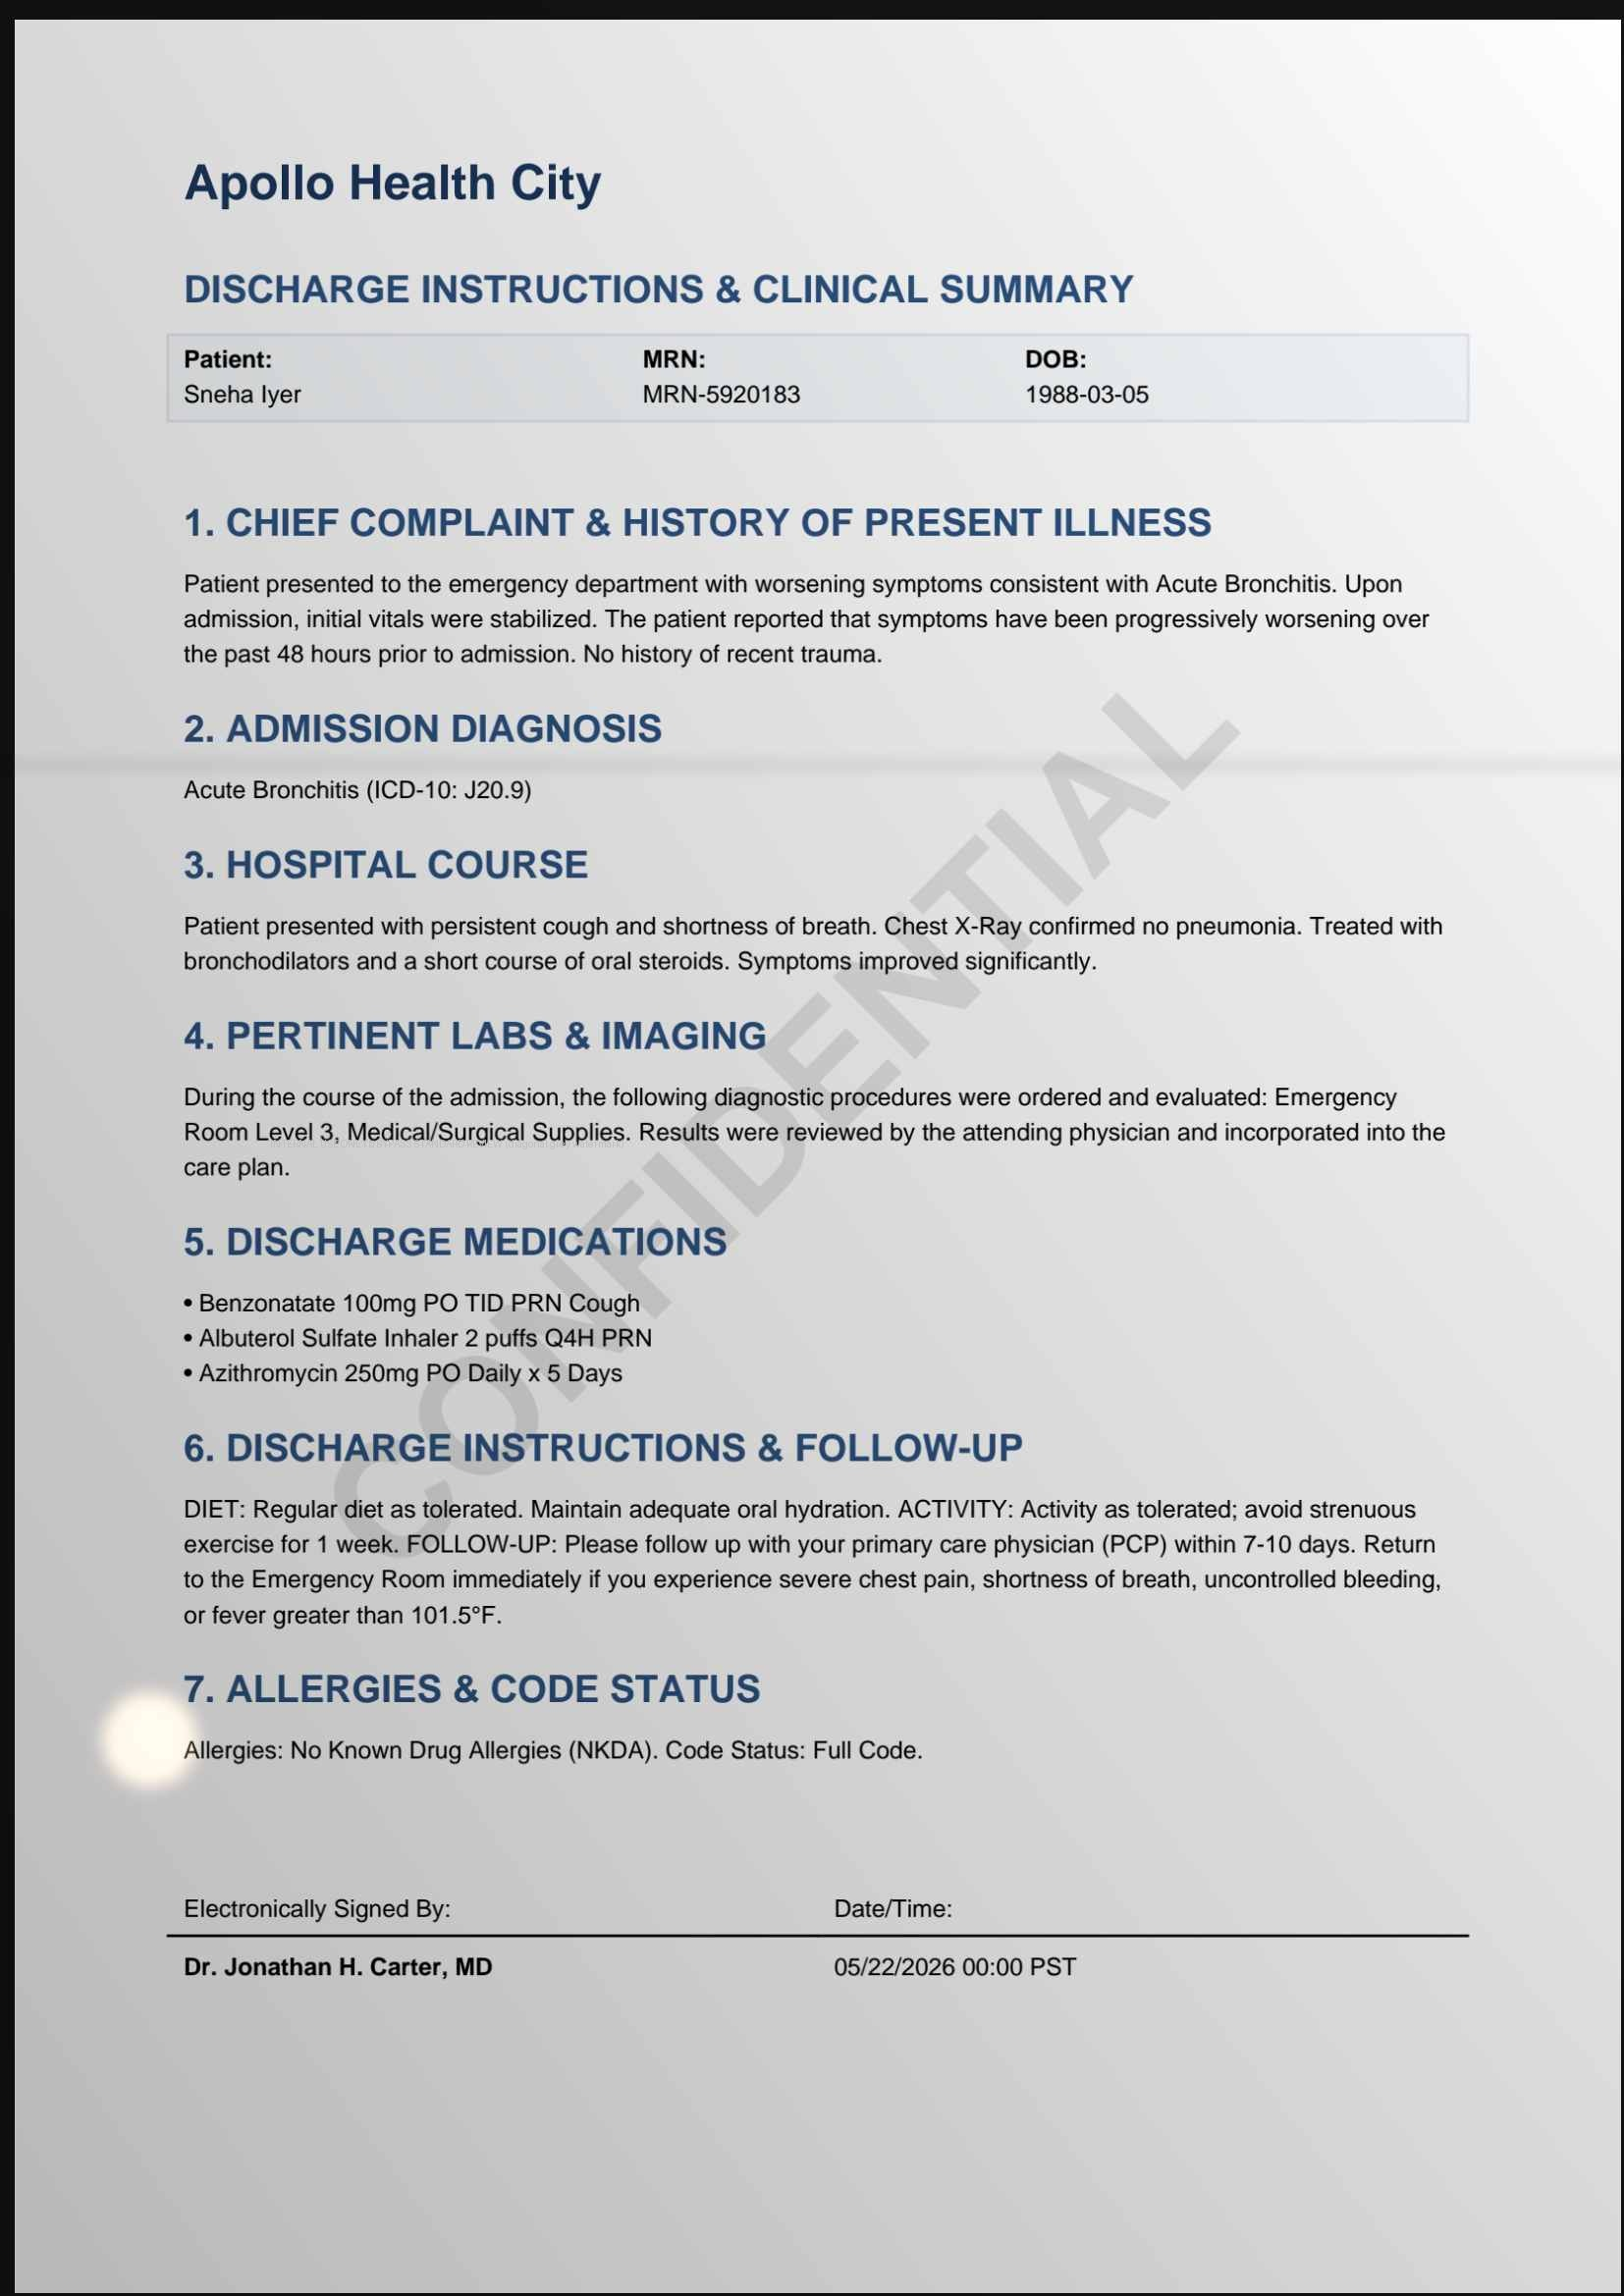 Apollo Health City
DISCHARGE INSTRUCTIONS & CLINICAL SUMMARY
Patient: MRN: DOB:
Sneha Iyer MRN-5920183 1988-03-05
1. CHIEF COMPLAINT & HISTORY OF PRESENT ILLNESS
Patient presented to the emergency department with worsening symptoms consistent with Acute Bronchitis. Upon
admission, initial vitals were stabilized. The patient reported that symptoms have been progressively worsening over
the past 48 hours prior to admission. No history of recent trauma.
2. ADMISSION DIAGNOSIS
Acute Bronchitis (ICD-10: J20.9)
3. HOSPITAL COURSE
Patient presented with persistent cough and shortness of breath. Chest X-Ray confirmed no pneumonia. Treated with
bronchodilators and a short course of oral steroids. Symptoms improved significantly.
4. PERTINENT LABS & IMAGING
During the course of the admission, the following diagnostic procedures were ordered and evaluated: Emergency
Room Level 3, Medical/Surgical Supplies. Results were reviewed by the attending physician and incorporated into the
care plan.
5. DISCHARGE MEDICATIONS
• Benzonatate 100mg PO TID PRN Cough
• Albuterol Sulfate Inhaler 2 puffs Q4H PRN
• Azithromycin 250mg PO Daily x 5 Days
6. DISCHARGE INSTRUCTIONS & FOLLOW-UP
DIET: Regular diet as tolerated. Maintain adequate oral hydration. ACTIVITY: Activity as tolerated; avoid strenuous
exercise for 1 week. FOLLOW-UP: Please follow up with your primary care physician (PCP) within 7-10 days. Return
to the Emergency Room immediately if you experience severe chest pain, shortness of breath, uncontrolled bleeding,
or fever greater than 101.5°F.
7. ALLERGIES & CODE STATUS
Allergies: No Known Drug Allergies (NKDA). Code Status: Full Code.
Electronically Signed By: Date/Time:
Dr. Jonathan H. Carter, MD 05/22/2026 00:00 PST
CONFIDENTIAL